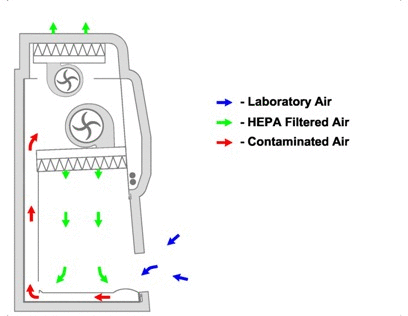 - Laboratory Air
- HEPA Filtered Air
- Contaminated Air